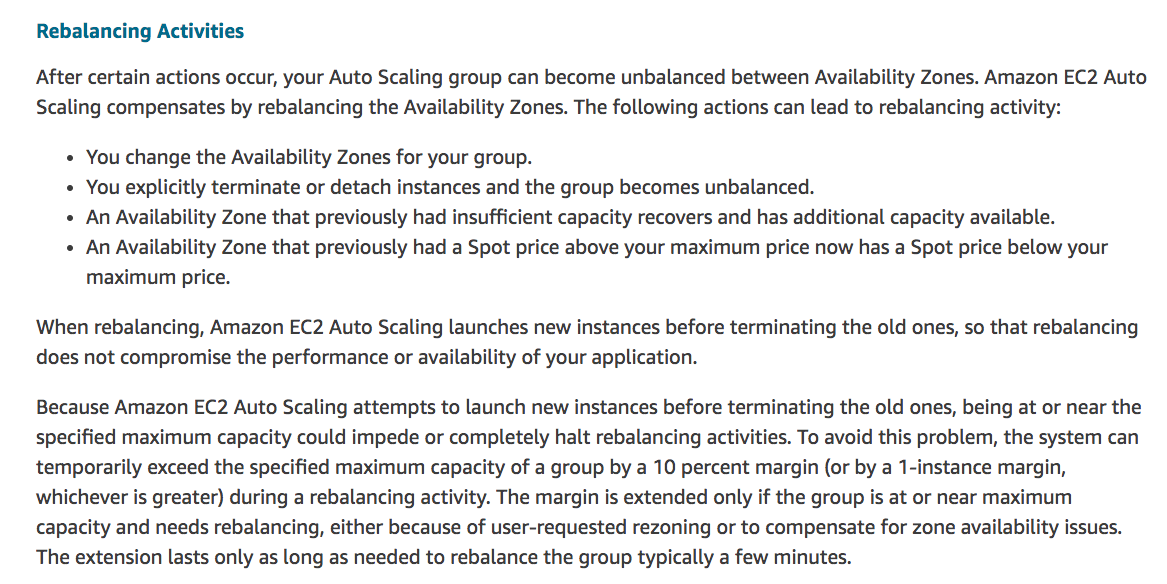 Rebalancing Activities
After certain actions occur, your Auto Scaling group can become unbalanced between Availability Zones. Amazon EC2 Auto
Scaling compensates by rebalancing the Availability Zones. The following actions can lead to rebalancing activity:
• You change the Availability Zones for your group.
• You explicitly terminate or detach instances and the group becomes unbalanced.
• An Availability Zone that previously had insufficient capacity recovers and has additional capacity available.
• An Availability Zone that previously had a Spot price above your maximum price now has a Spot price below your
maximum price.
When rebalancing, Amazon EC2 Auto Scaling launches new instances before terminating the old ones, so that rebalancing
does not compromise the performance or availability of your application.
Because Amazon EC2 Auto Scaling attempts to launch new instances before terminating the old ones, being at or near the
specified maximum capacity could impede or completely halt rebalancing activities. To avoid this problem, the system can
temporarily exceed the specified maximum capacity of a group by a 10 percent margin (or by a 1-instance margin,
whichever is greater) during a rebalancing activity. The margin is extended only if the group is at or near maximum
capacity and needs rebalancing, either because of user-requested rezoning or to compensate for zone availability issues.
The extension lasts only as long as needed to rebalance the group typically a few minutes.